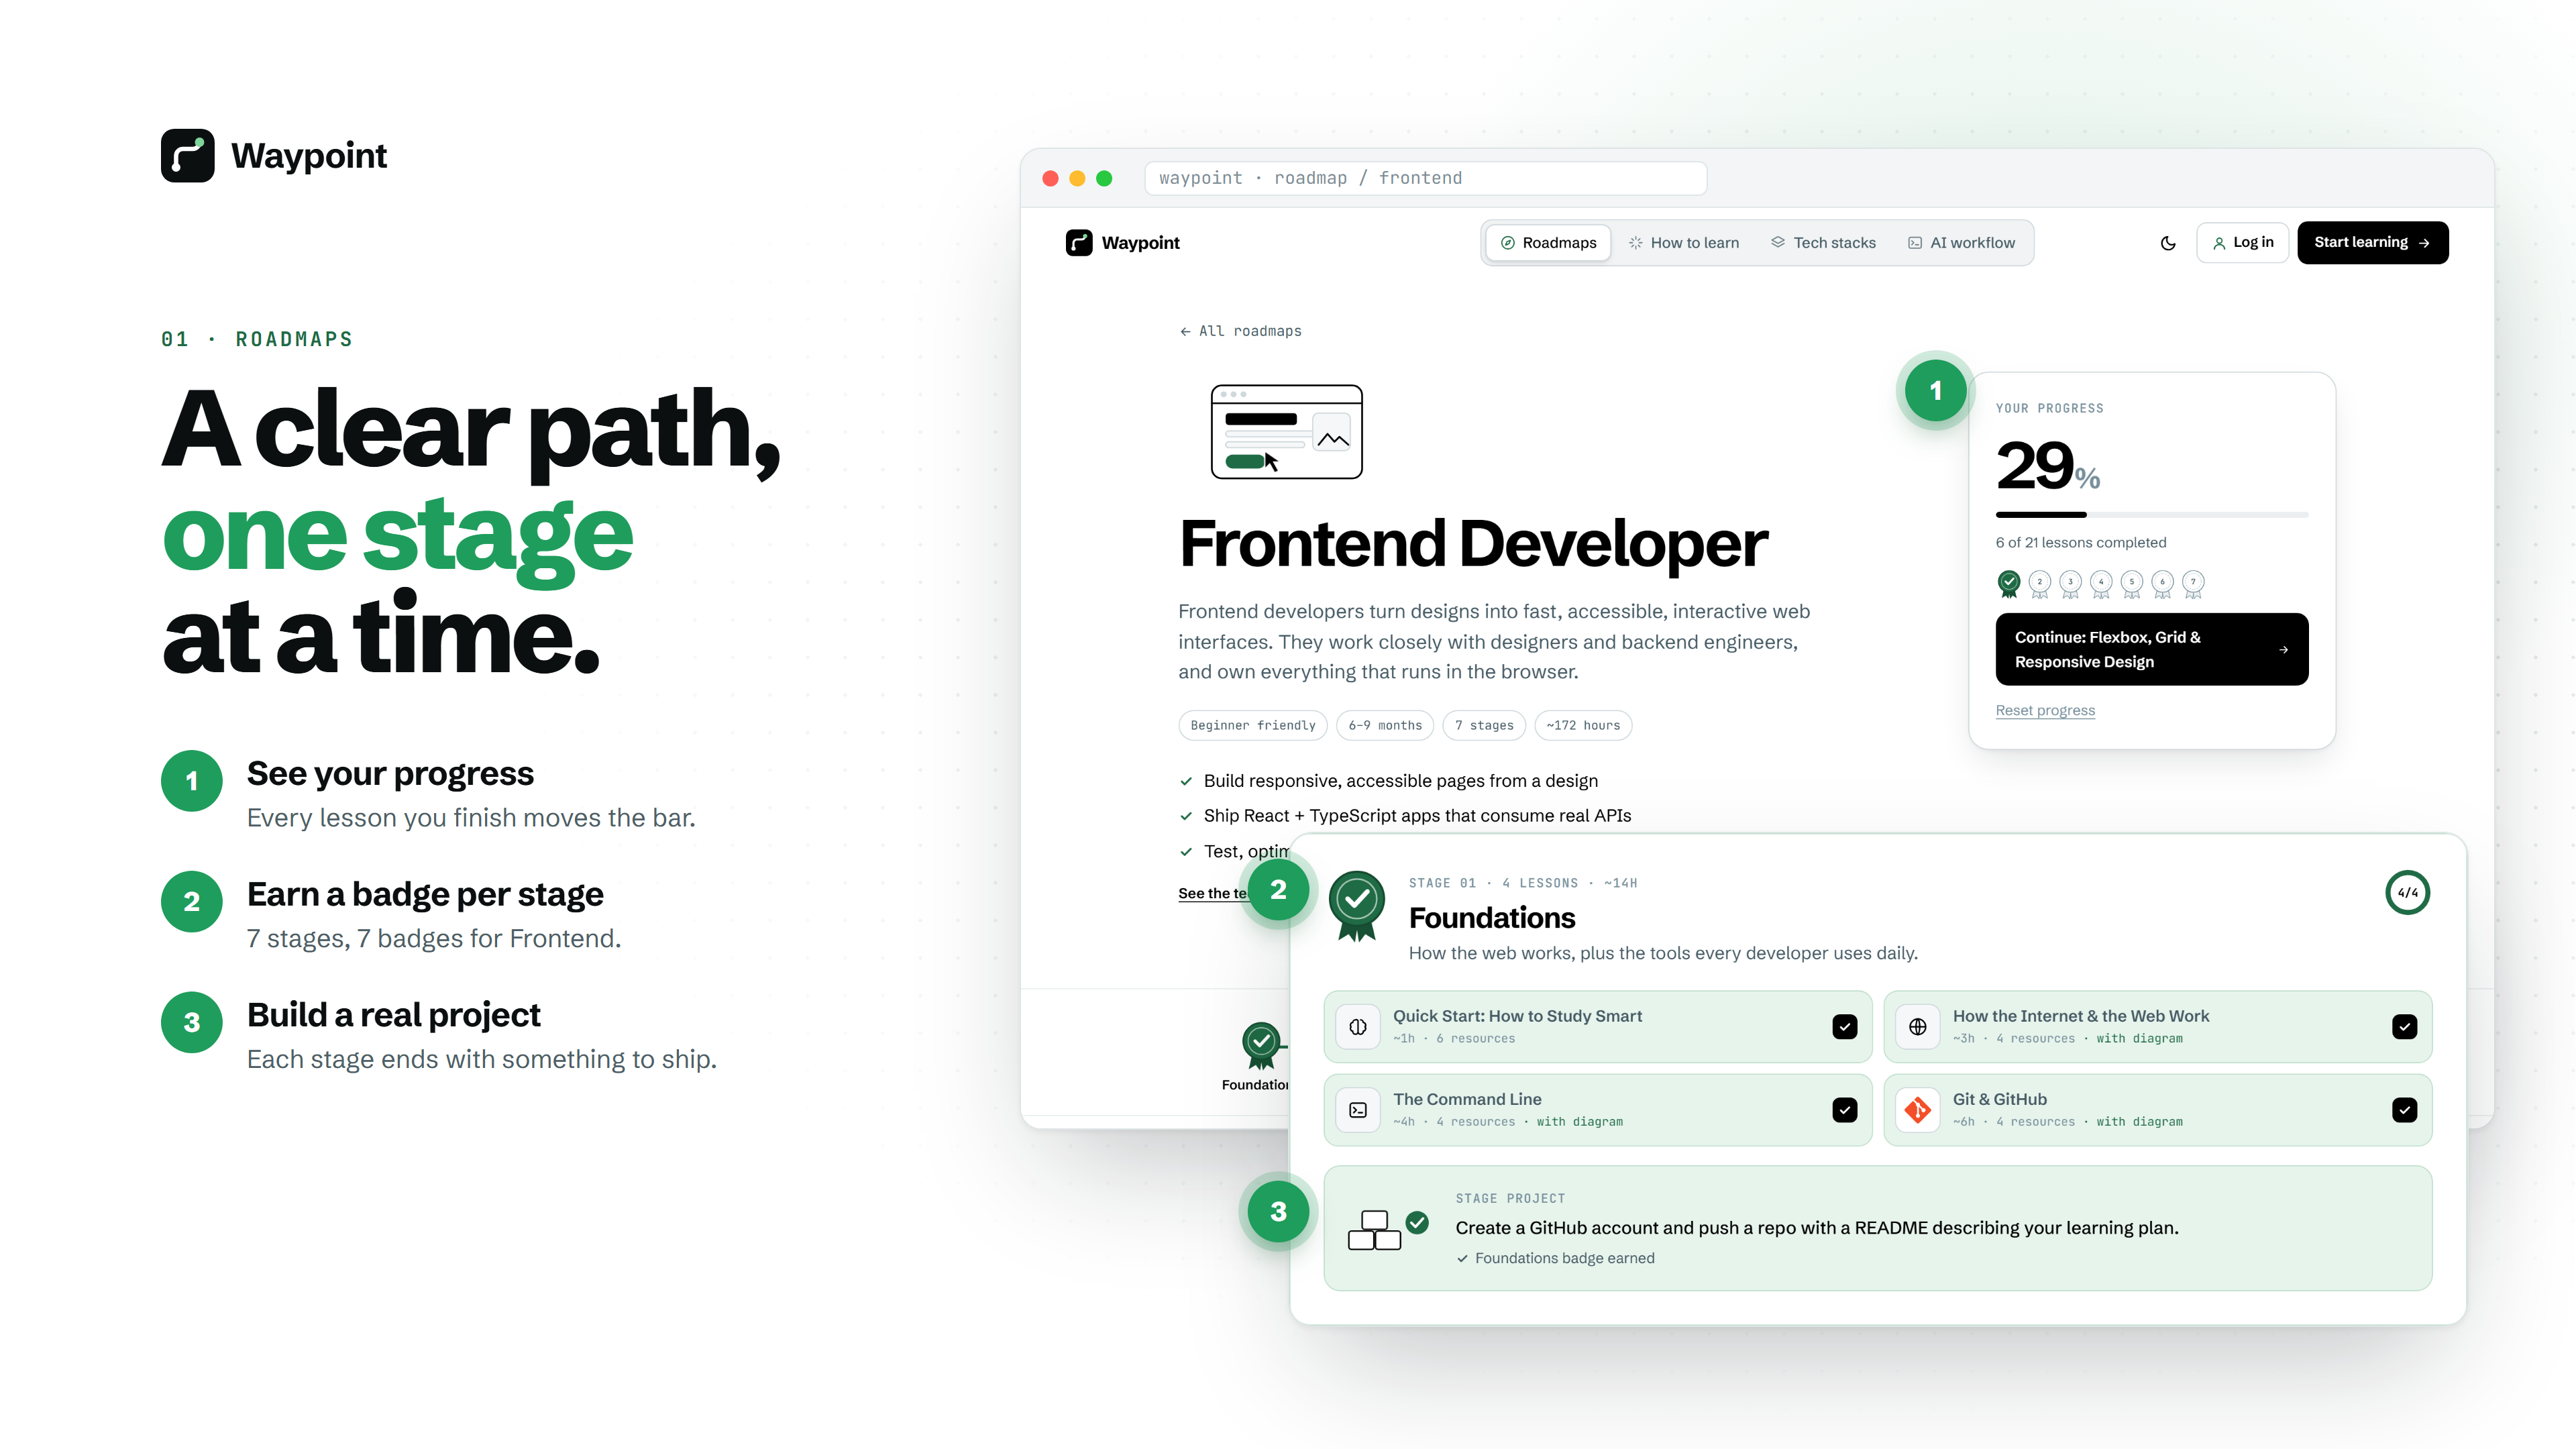 Waypoint
01 · ROADMAPS
A clear path,
one stage
at a time.
1
See your progress
Every lesson you finish moves the bar.
2
Earn a badge per stage
7 stages, 7 badges for Frontend.
3
Build a real project
Each stage ends with something to ship.
waypoint · roadmap / frontend
Waypoint
Roadmaps
How to learn
Tech stacks
AI workflow
Log in
Start learning →
← All roadmaps
Frontend Developer
Frontend developers turn designs into fast, accessible, interactive web
interfaces. They work closely with designers and backend engineers,
and own everything that runs in the browser.
Beginner friendly
6–9 months
7 stages
~172 hours
Build responsive, accessible pages from a design
Ship React + TypeScript apps that consume real APIs
Test,
See the
Foundation
1
YOUR PROGRESS
29%
6 of 21 lessons completed
2 3 4 5 6 7
Continue: Flexbox, Grid &
Responsive Design →
Reset progress
2
STAGE 01 · 4 LESSONS · ~14H
4/4
Foundations
How the web works, plus the tools every developer uses daily.
Quick Start: How to Study Smart
~1h · 6 resources
How the Internet & the Web Work
~3h · 4 resources · with diagram
The Command Line
~4h · 4 resources · with diagram
Git & GitHub
~6h · 4 resources · with diagram
3
STAGE PROJECT
Create a GitHub account and push a repo with a README describing your learning plan.
Foundations badge earned